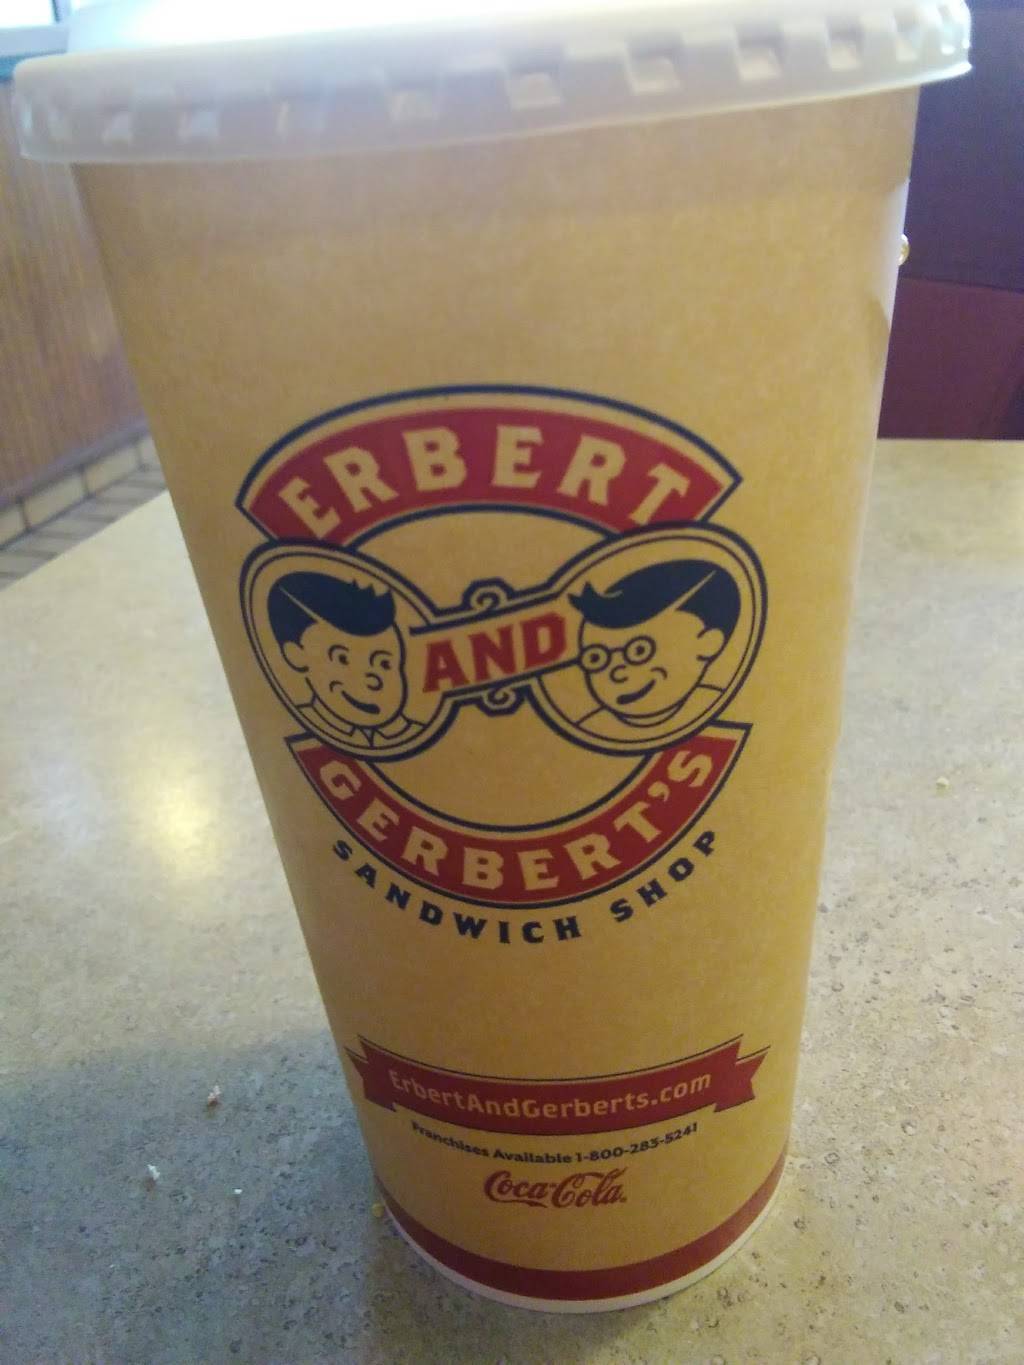 ERBERT
AND
GERBERT'S
SANDWICH SHOP
ErbertAndGerberts.com
Franchises Available 1-800-283-5241
Coca-Cola